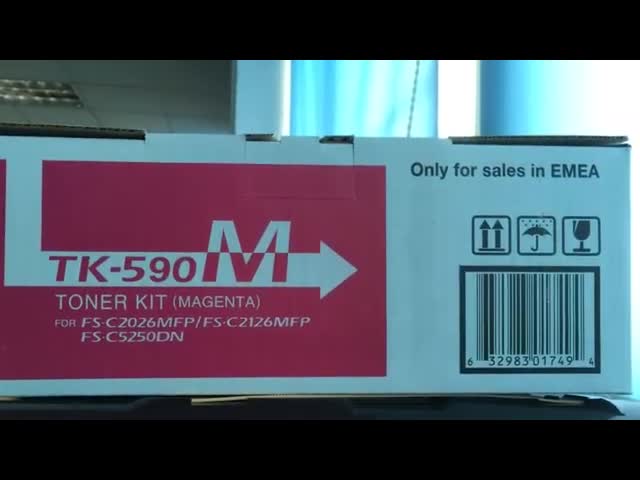 Only for sales in EMEA
TK-590 M
TONER KIT (MAGENTA)
FOR FS-C2026MFP/FS-C2126MFP
FS-C5250DN
6 32983 01749 4